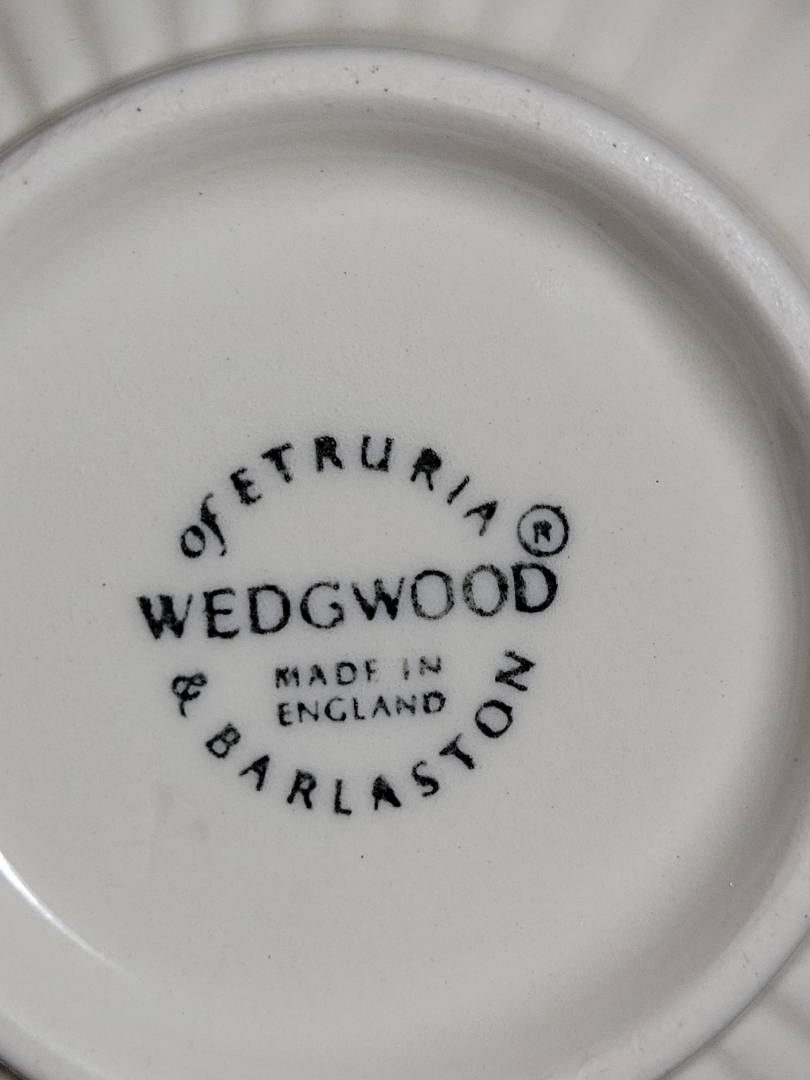 of ETRURIA
®
WEDGWOOD
MADE IN
ENGLAND
& BARLASTON